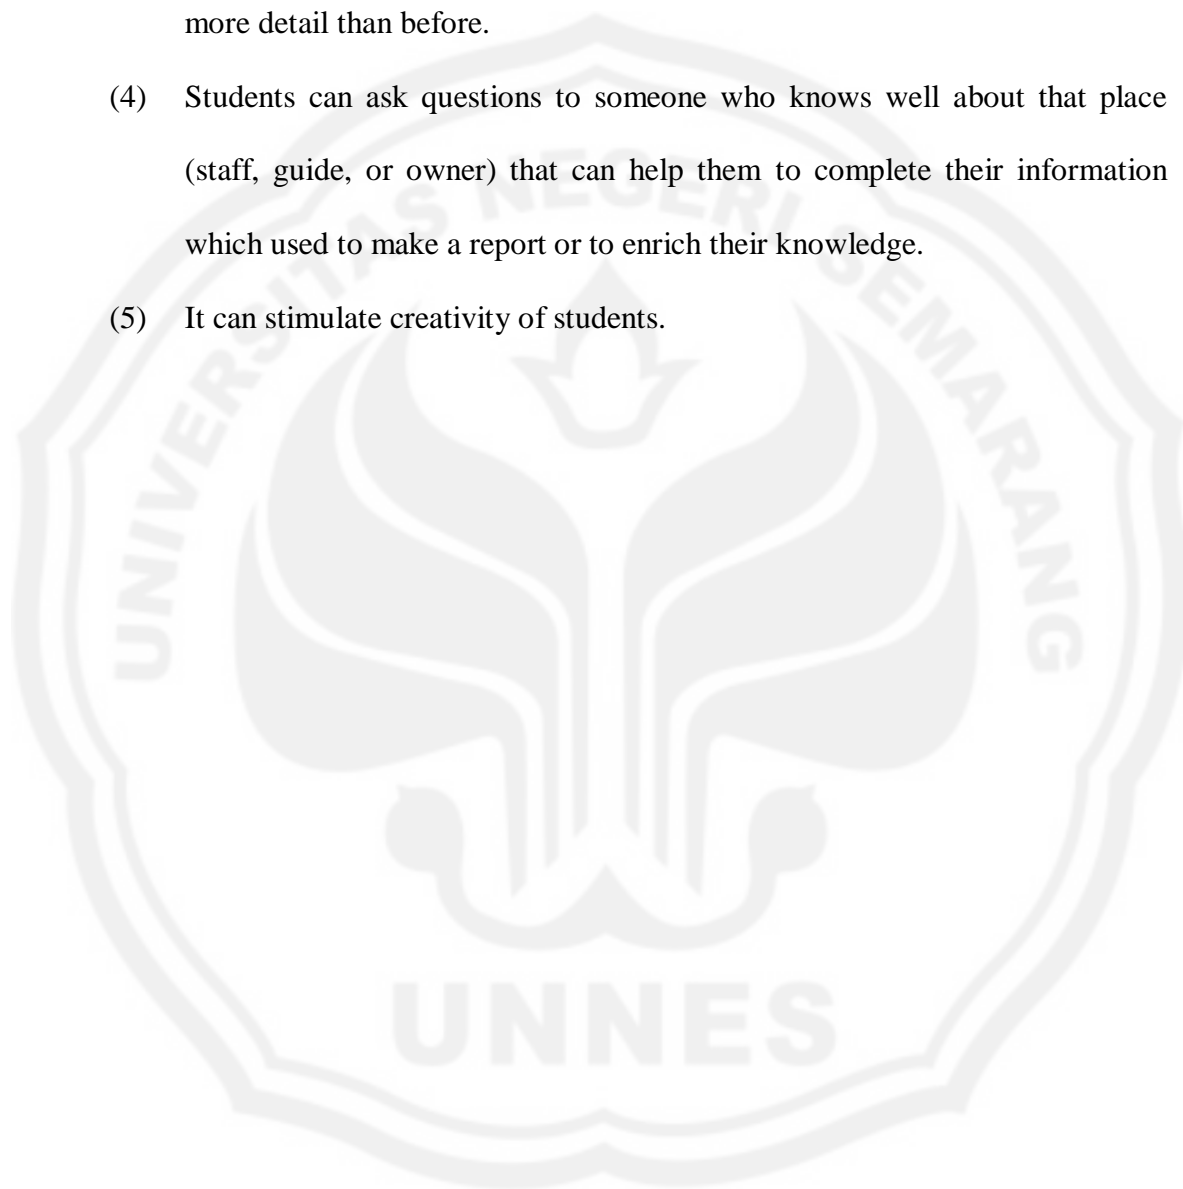 more detail than before.
(4) Students can ask questions to someone who knows well about that place
(staff, guide, or owner) that can help them to complete their information
which used to make a report or to enrich their knowledge.
(5) It can stimulate creativity of students.
UNIVERSITAS NEGERI SEMARANG
UNNES